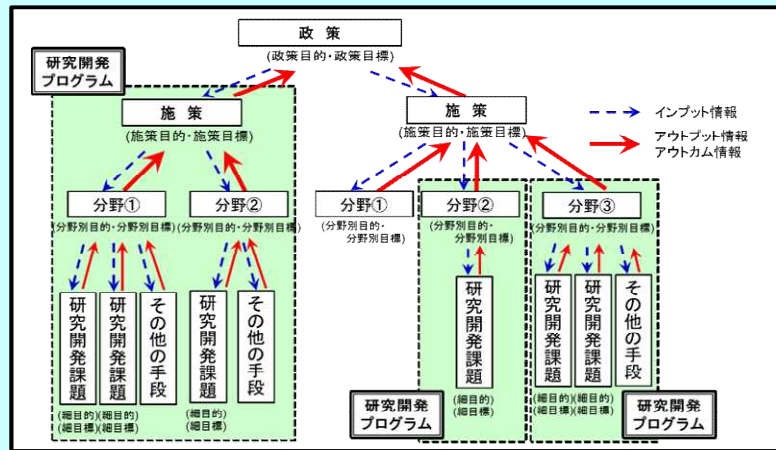 政 策
(政策目的・政策目標)
研究開発
プログラム
施 策
(施策目的・施策目標)
施 策
(施策目的・施策目標)
インプット情報
アウトプット情報
アウトカム情報
分野①
(分野別目的・分野別目標)
分野②
(分野別目的・分野別目標)
分野①
(分野別目的・
分野別目標)
分野②
(分野別目的・
分野別目標)
分野③
(分野別目的・分野別目標)
研究開発課題
研究開発課題
その他の手段
研究開発課題
その他の手段
研究開発課題
研究開発課題
研究開発課題
その他の手段
(細目的)
(細目標)
(細目的)
(細目標)
(細目的)
(細目標)
(細目的)
(細目標)
(細目的)
(細目標)
(細目的)
(細目標)
研究開発
プログラム
研究開発
プログラム